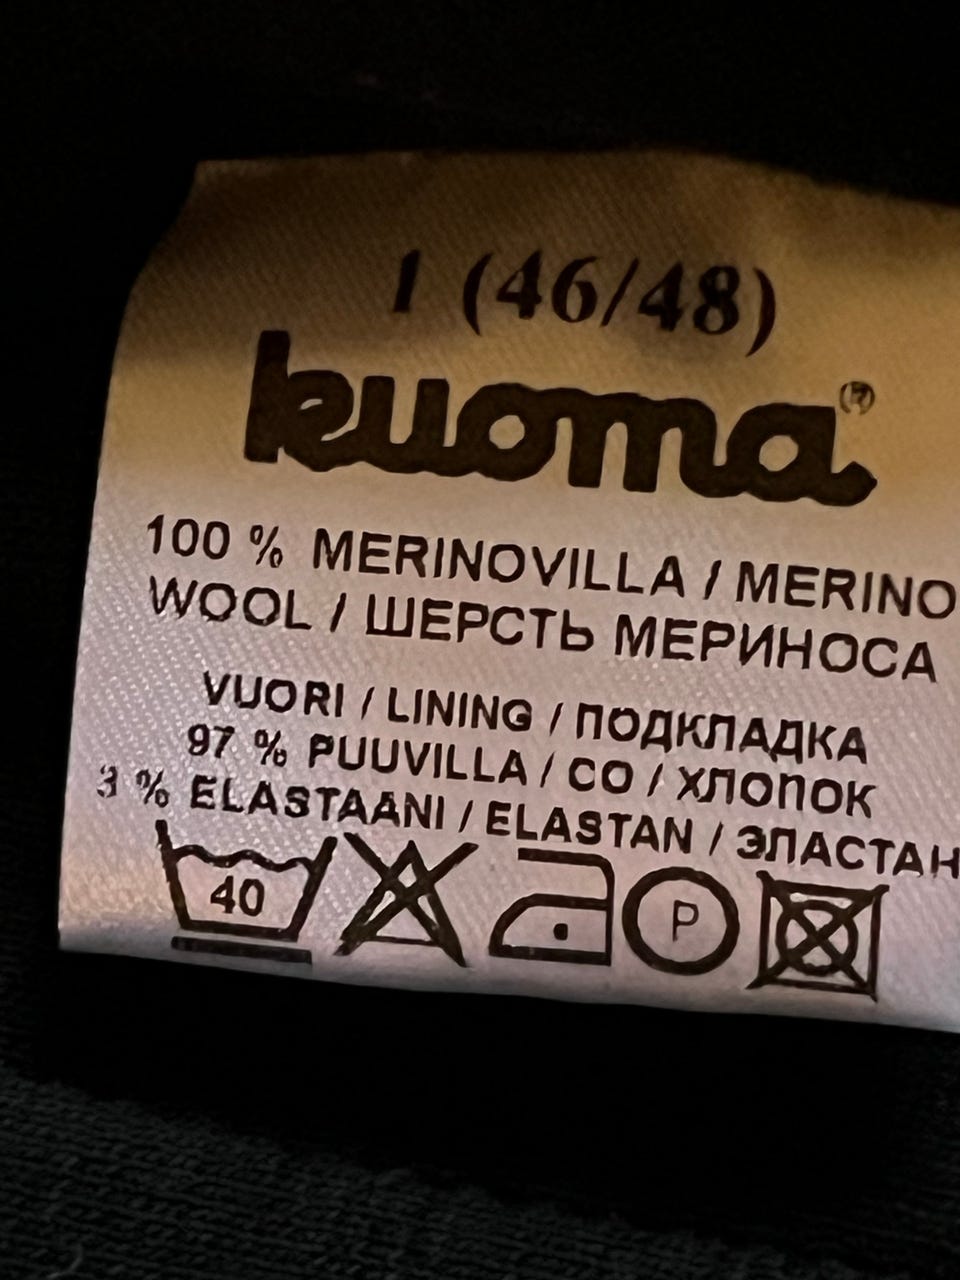 1 (46/48)
kuoma®
100 % MERINOVILLA / MERINO
WOOL / ШЕРСТЬ МЕРИНОСА
VUORI / LINING / ПОДКЛАДКА
97 % PUUVILLA / CO / ХЛОПОК
3 % ELASTAANI / ELASTAN / ЭЛАСТАН
40 P